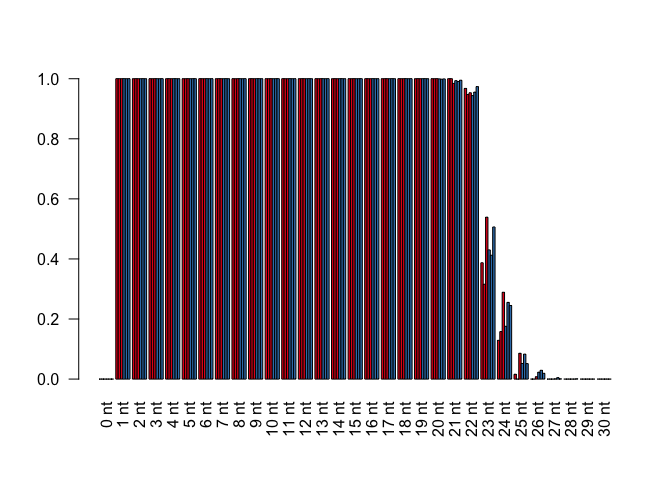 1.0
0.8
0.6
0.4
0.2
0.0
0 nt
1 nt
2 nt
3 nt
4 nt
5 nt
6 nt
7 nt
8 nt
9 nt
10 nt
11 nt
12 nt
13 nt
14 nt
15 nt
16 nt
17 nt
18 nt
19 nt
20 nt
21 nt
22 nt
23 nt
24 nt
25 nt
26 nt
27 nt
28 nt
29 nt
30 nt